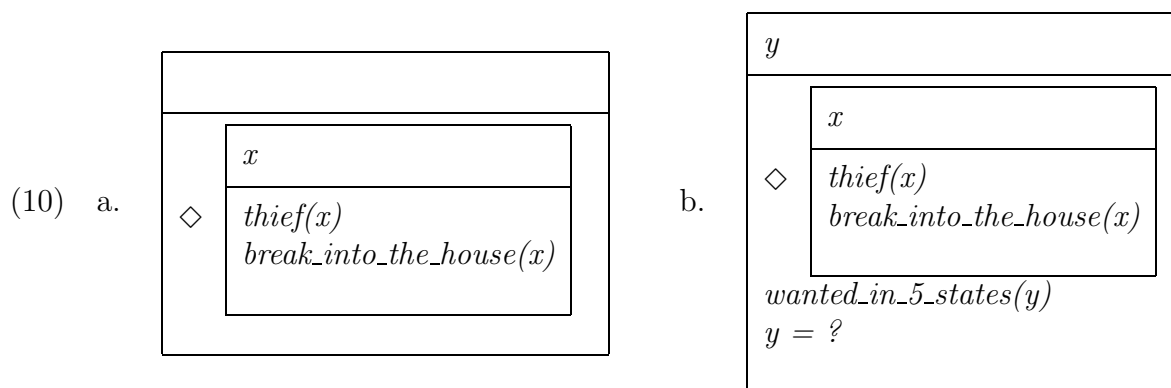 (10) a.
x
◇
thief(x)
break_into_the_house(x)
b.
y
x
◇
thief(x)
break_into_the_house(x)
wanted_in_5_states(y)
y = ?